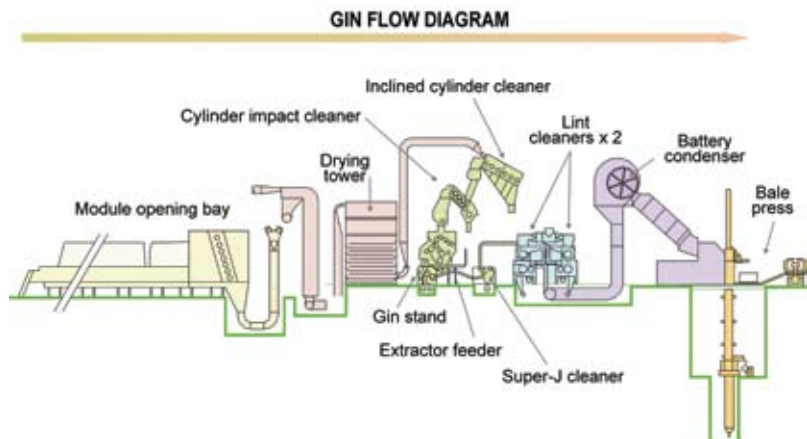 GIN FLOW DIAGRAM
Inclined cylinder cleaner
Cylinder impact cleaner
Lint
cleaners x 2
Battery
condenser
Drying
tower
Bale
press
Module opening bay
Gin stand
Extractor feeder
Super-J cleaner